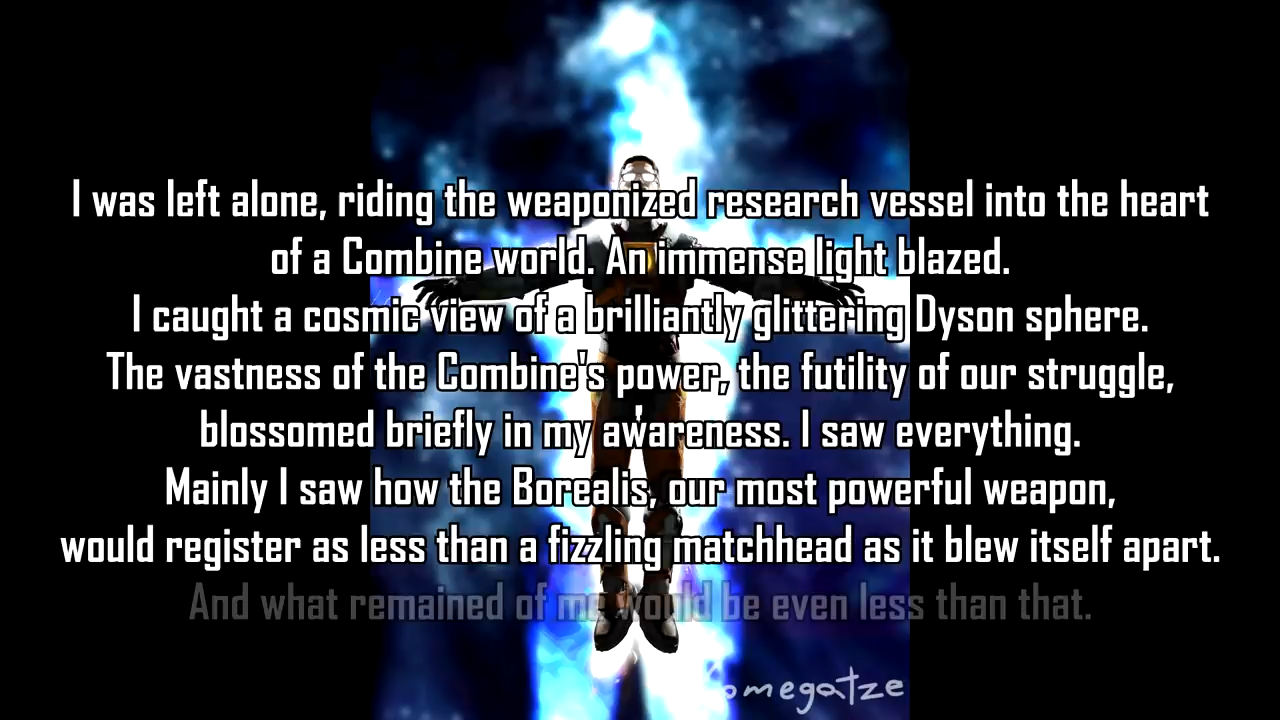 I was left alone, riding the weaponized research vessel into the heart
of a Combine world. An immense light blazed.
I caught a cosmic view of a brilliantly glittering Dyson sphere.
The vastness of the Combine's power, the futility of our struggle,
blossomed briefly in my awareness. I saw everything.
Mainly I saw how the Borealis, our most powerful weapon,
would register as less than a fizzling matchhead as it blew itself apart.
And what remained of me would be even less than that.
omegatze